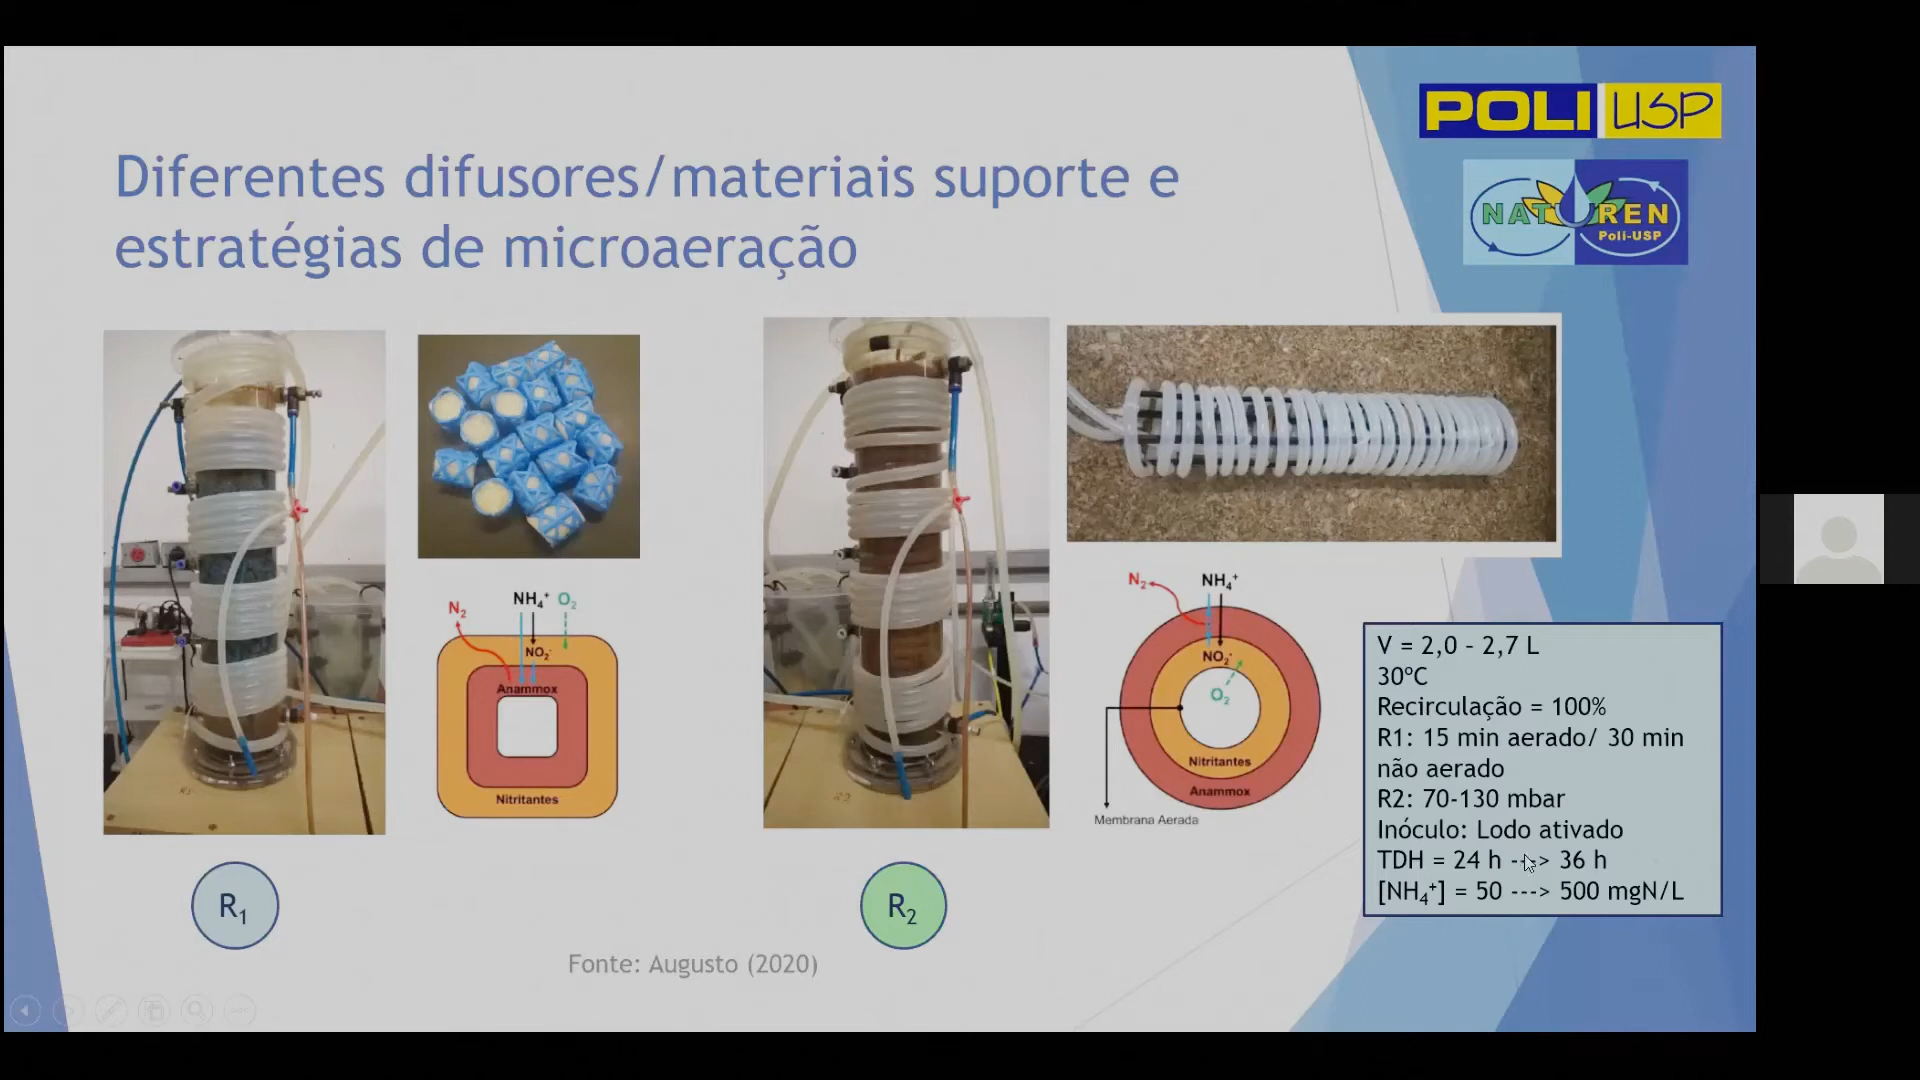 POLI USP
NATUREN
Poli-USP
Diferentes difusores/materiais suporte e
estratégias de microaeração
N₂
NH₄⁺
O₂
NO₂⁻
Anammox
Nitritantes
R₁
N₂
NH₄⁺
NO₂⁻
O₂
Nitritantes
Anammox
Membrana Aerada
R₂
V = 2,0 - 2,7 L
30ºC
Recirculação = 100%
R1: 15 min aerado/ 30 min
não aerado
R2: 70-130 mbar
Inóculo: Lodo ativado
TDH = 24 h ---> 36 h
[NH₄⁺] = 50 ---> 500 mgN/L
Fonte: Augusto (2020)